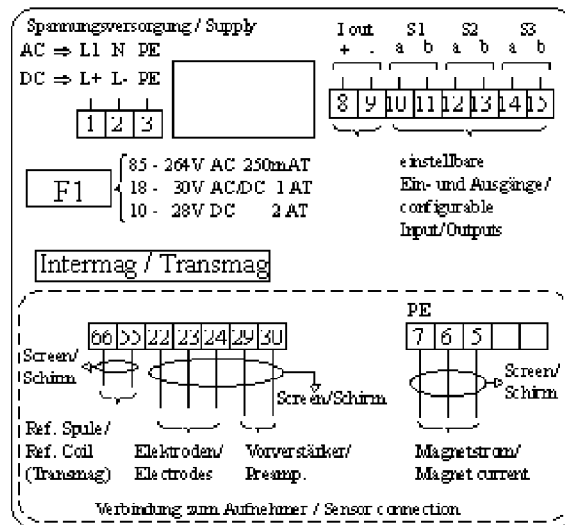 Spannungsversorgung / Supply
AC ⇒ L1 N PE
DC ⇒ L+ L- PE
1 2 3
I out S1 S2 S3
+ - a b a b a b
8 9 10 11 12 13 14 15
F1
85 - 264V AC 250mAT
18 - 30V AC/DC 1 AT
10 - 28V DC 2 AT
einstellbare
Ein- und Ausgänge/
configurable
Input/Outputs
Intermag / Transmag
66 55 22 23 24 29 30
PE
7 6 5
Screen/
Schirm
Screen/Schirm
Screen/
Schirm
Ref. Spule/
Ref. Coil
(Transmag)
Elektroden/
Electrodes
Vorverstärker/
Preamp.
Magnetstrom/
Magnet current
Verbindung zum Aufnehmer / Sensor connection